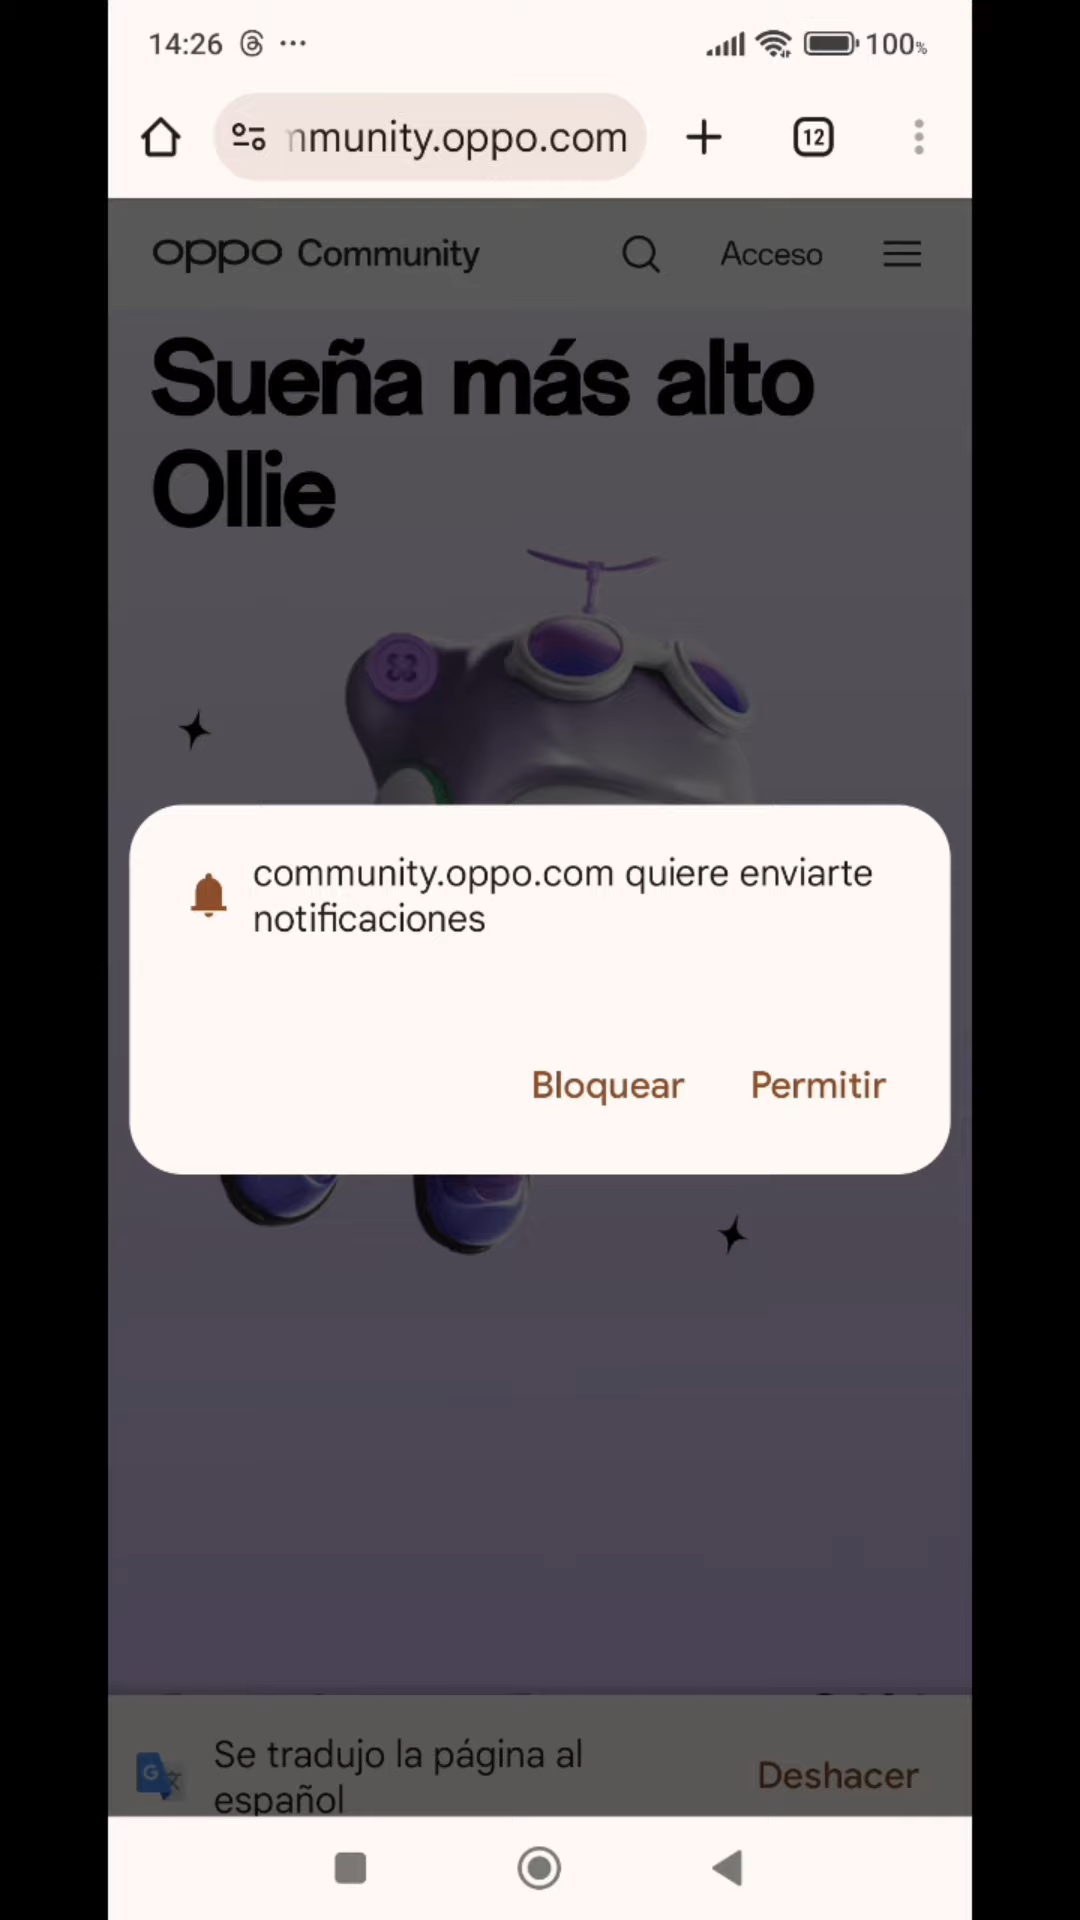 14:26 ... 100%
mmunity.oppo.com + 12
oppo Community Acceso
Sueña más alto
Ollie
community.oppo.com quiere enviarte
notificaciones
Bloquear Permitir
Se tradujo la página al
español
Deshacer